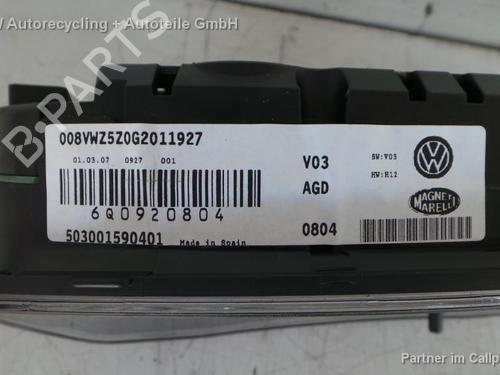 W Autorecycling / Autoteile GmbH
B-PARTS
008VWZ5Z0G2011927
01.03.07 0927 001
V03
SW:V03
AGD
HW:H12
6Q0920804
MAGNETI MARELLI
503001590401 Made in Spain
0804
Partner im Callp